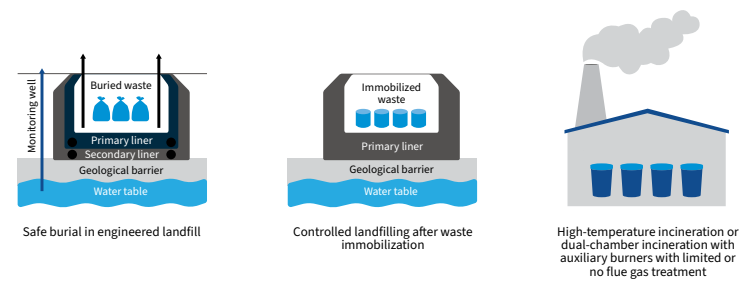 Monitoring well
Buried waste
Primary liner
Secondary liner
Geological barrier
Water table
Safe burial in engineered landfill
Immobilized
waste
Primary liner
Geological barrier
Water table
Controlled landfilling after waste
immobilization
High-temperature incineration or
dual-chamber incineration with
auxiliary burners with limited or
no flue gas treatment